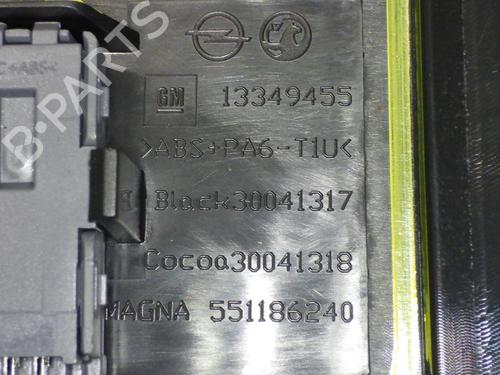 GM 13349455
>ABS+PA6-T1U<
Black30041317
Cocoa30041318
MAGNA 551186240
B-PARTS